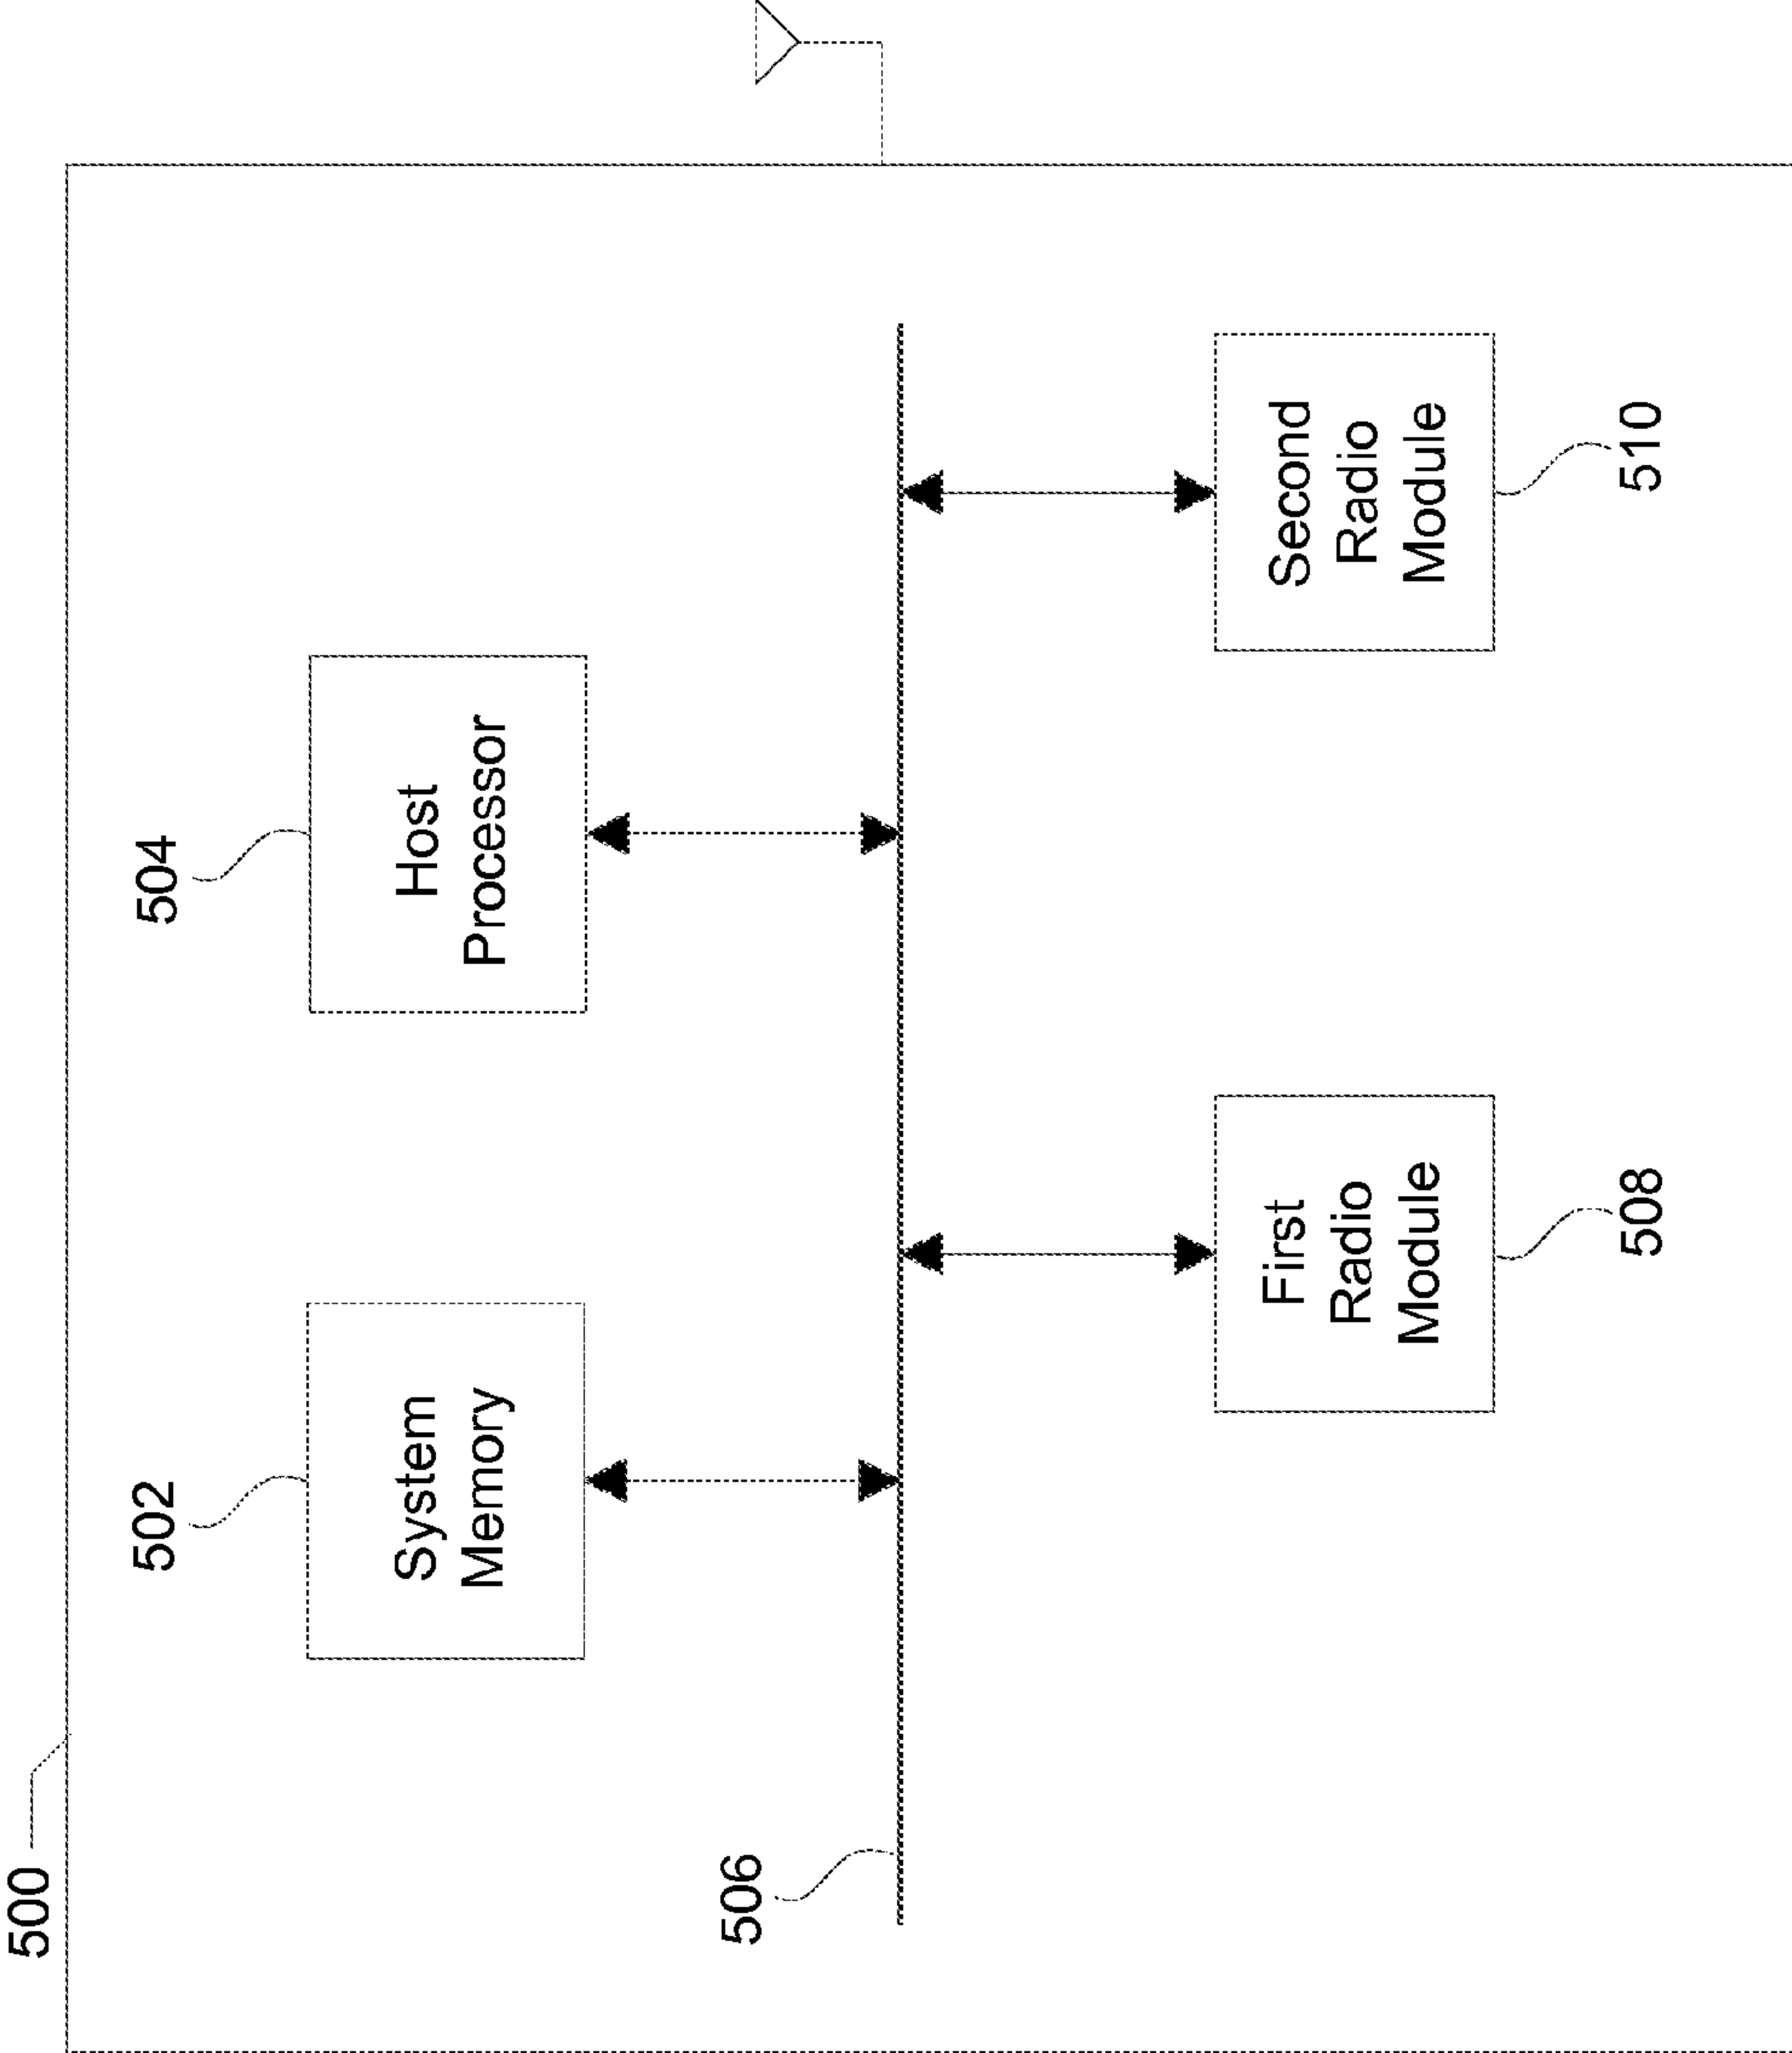 500
502
504
System
Memory
Host
Processor
506
First
Radio
Module
Second
Radio
Module
508
510